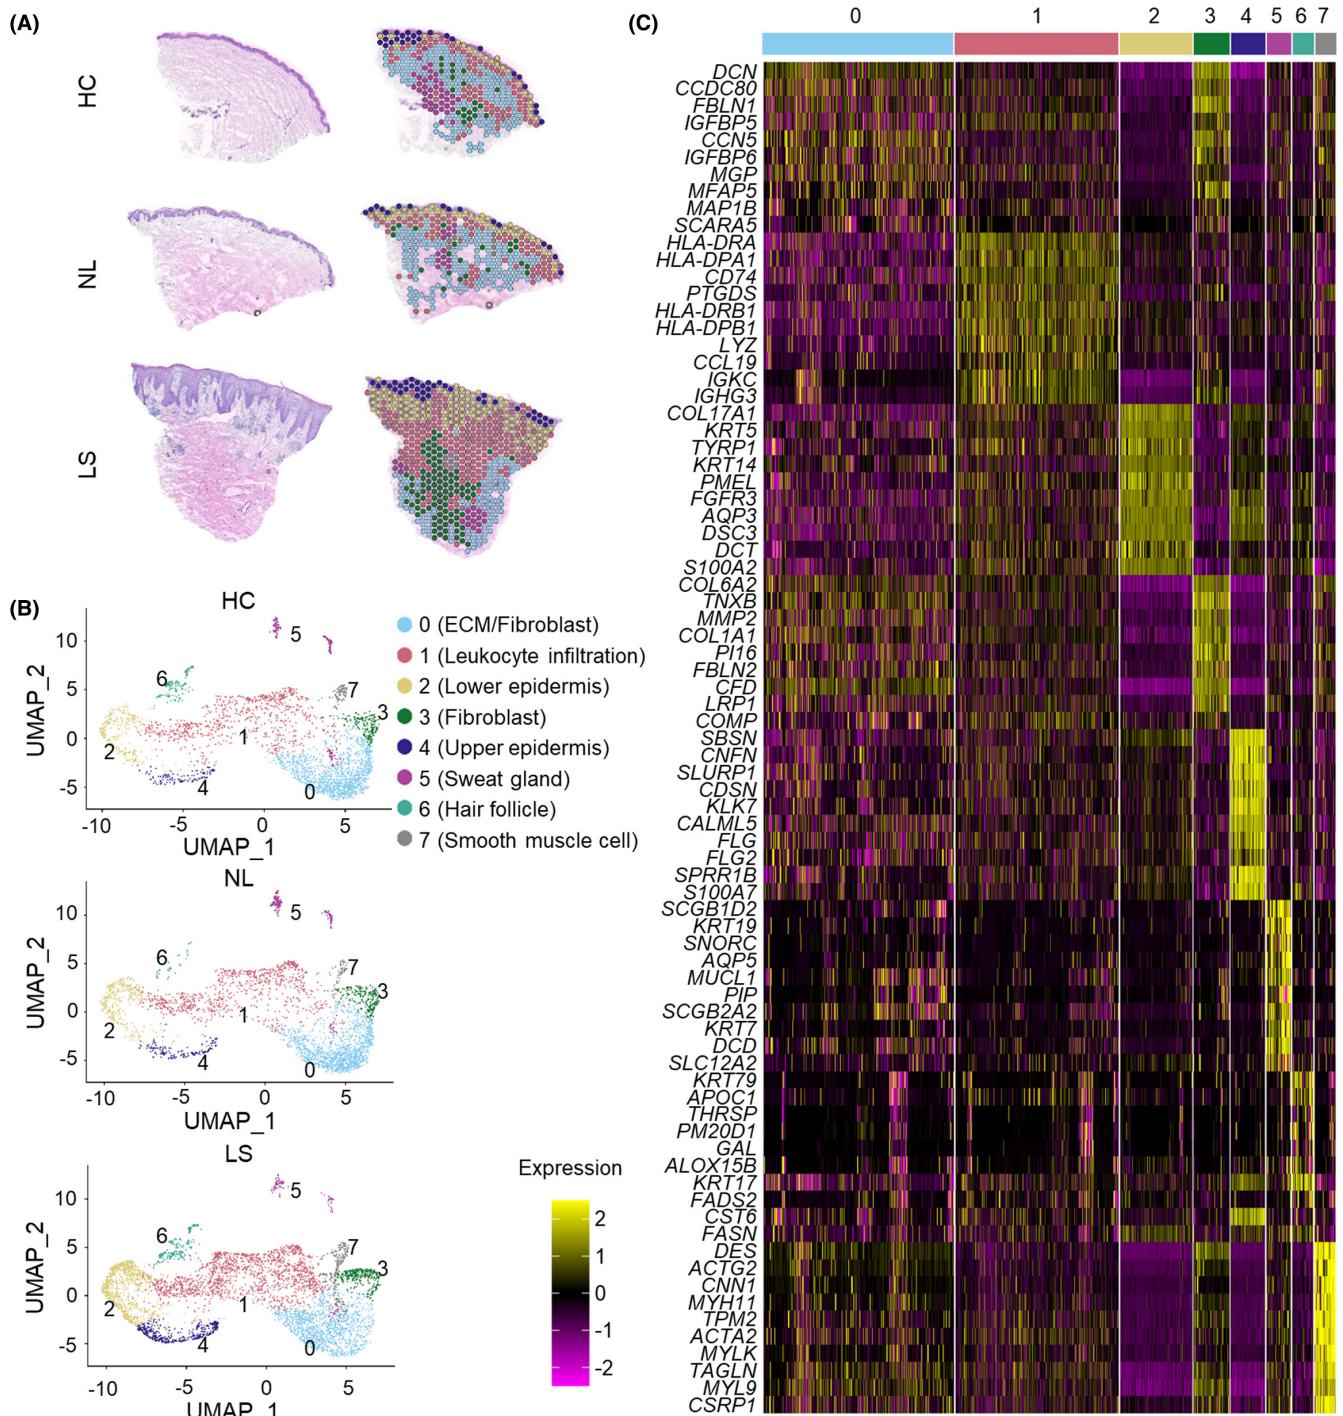 (A)
HC
NL
LS
(B)
HC
UMAP_2
10
5
0
-5
-10
-5
0
5
UMAP_1
5
6
7
3
1
2
4
0
0 (ECM/Fibroblast)
1 (Leukocyte infiltration)
2 (Lower epidermis)
3 (Fibroblast)
4 (Upper epidermis)
5 (Sweat gland)
6 (Hair follicle)
7 (Smooth muscle cell)
NL
UMAP_2
10
5
0
-5
-10
-5
0
5
UMAP_1
5
6
7
3
1
2
4
0
LS
UMAP_2
10
5
0
-5
-10
-5
0
5
UMAP_1
5
6
7
3
1
2
4
0
Expression
2
1
0
-1
-2
(C)
0 1 2 3 4 5 6 7
DCN
CCDC80
FBLN1
IGFBP5
CCN5
IGFBP6
MGP
MFAP5
MAP1B
SCARA5
HLA-DRA
HLA-DPA1
CD74
PTGDS
HLA-DRB1
HLA-DPB1
LYZ
CCL19
IGKC
IGHG3
COL17A1
KRT5
TYRP1
KRT14
PMEL
FGFR3
AQP3
DSC3
DCT
S100A2
COL6A2
TNXB
MMP2
COL1A1
PI16
FBLN2
CFD
LRP1
COMP
SBSN
CNFN
SLURP1
CDSN
KLK7
CALML5
FLG
FLG2
SPRR1B
S100A7
SCGB1D2
KRT19
SNORC
AQP5
MUCL1
PIP
SCGB2A2
KRT7
DCD
SLC12A2
KRT79
APOC1
THRSP
PM20D1
GAL
ALOX15B
KRT17
FADS2
CST6
FASN
DES
ACTG2
CNN1
MYH11
TPM2
ACTA2
MYLK
TAGLN
MYL9
CSRP1